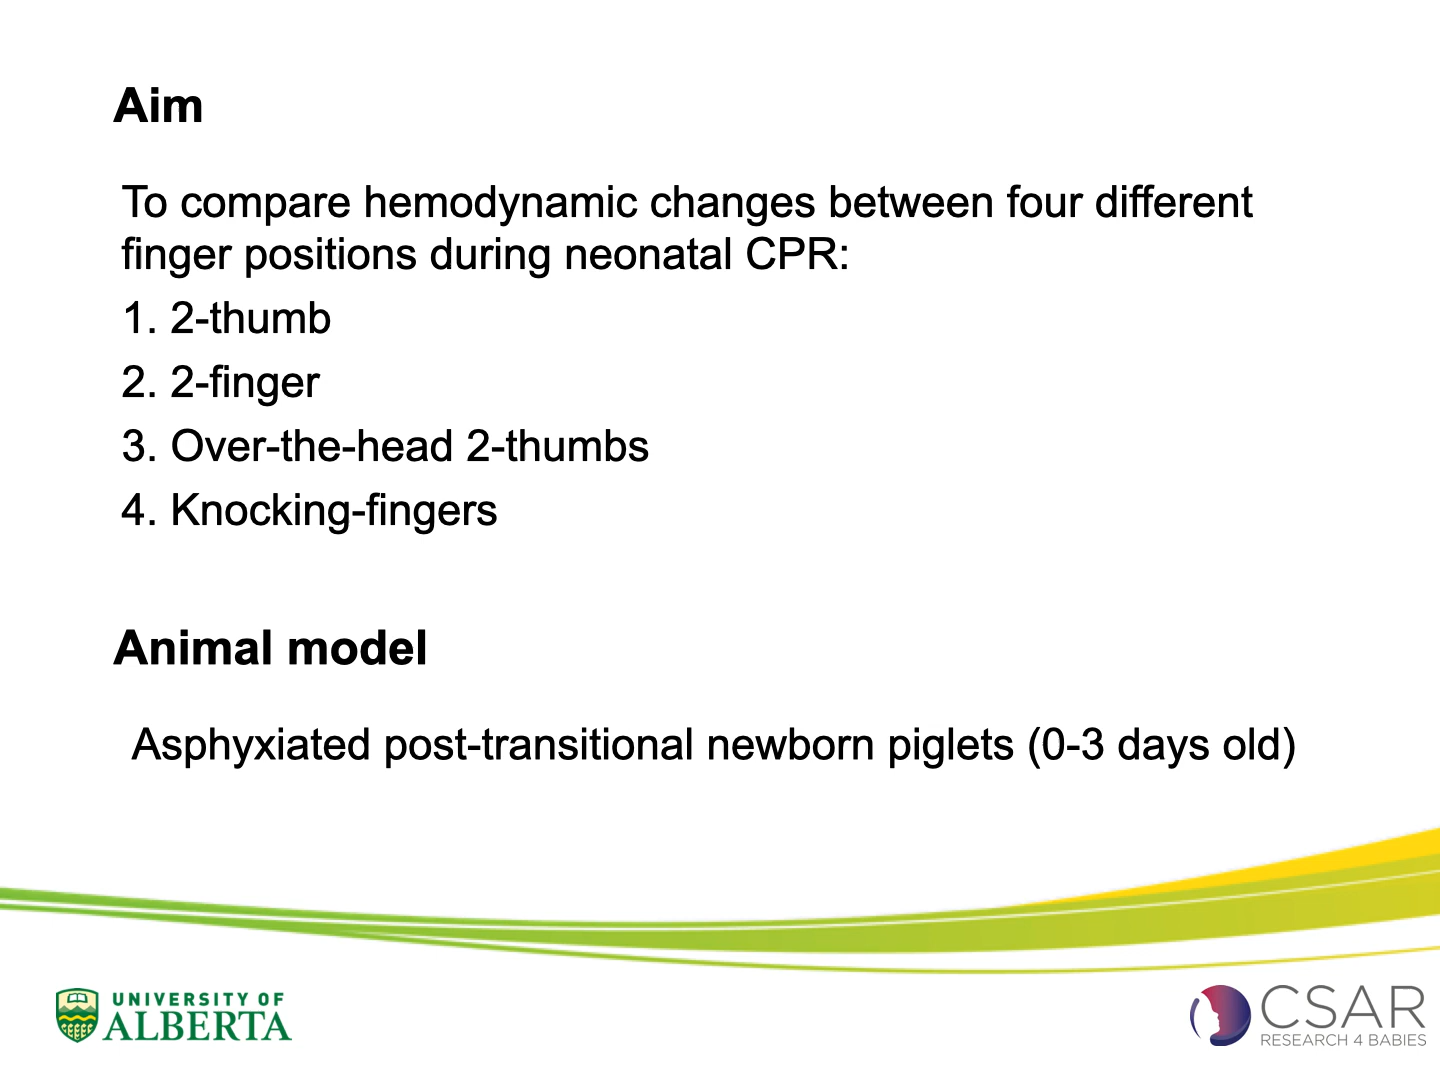 Aim
To compare hemodynamic changes between four different
finger positions during neonatal CPR:
1. 2-thumb
2. 2-finger
3. Over-the-head 2-thumbs
4. Knocking-fingers
Animal model
Asphyxiated post-transitional newborn piglets (0-3 days old)
UNIVERSITY OF
ALBERTA
CSAR
RESEARCH 4 BABIES